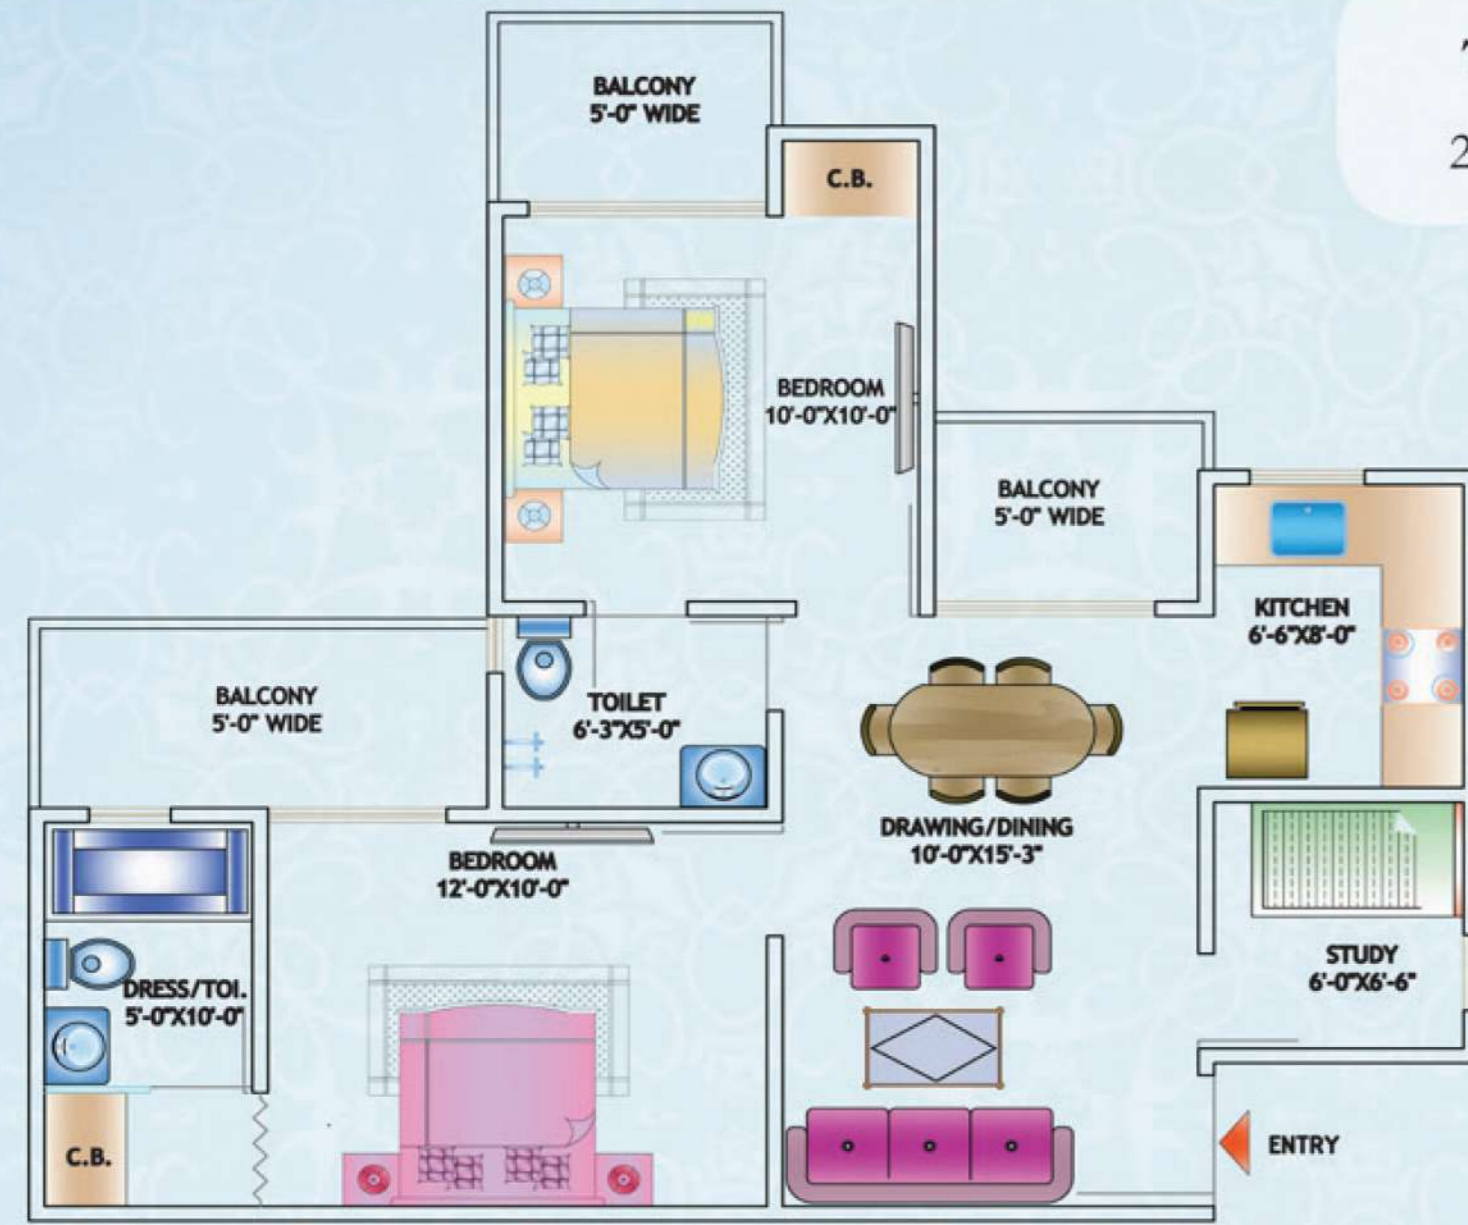 BALCONY
5'-0" WIDE
C.B.
2
BEDROOM
10'-0"X10'-0"
BALCONY
5'-0" WIDE
KITCHEN
6'-6"X8'-0"
BALCONY
5'-0" WIDE
TOILET
6'-3"X5'-0"
DRAWING/DINING
10'-0"X15'-3"
BEDROOM
12'-0"X10'-0"
STUDY
6'-0"X6'-6"
DRESS/TOI.
5'-0"X10'-0"
C.B.
ENTRY